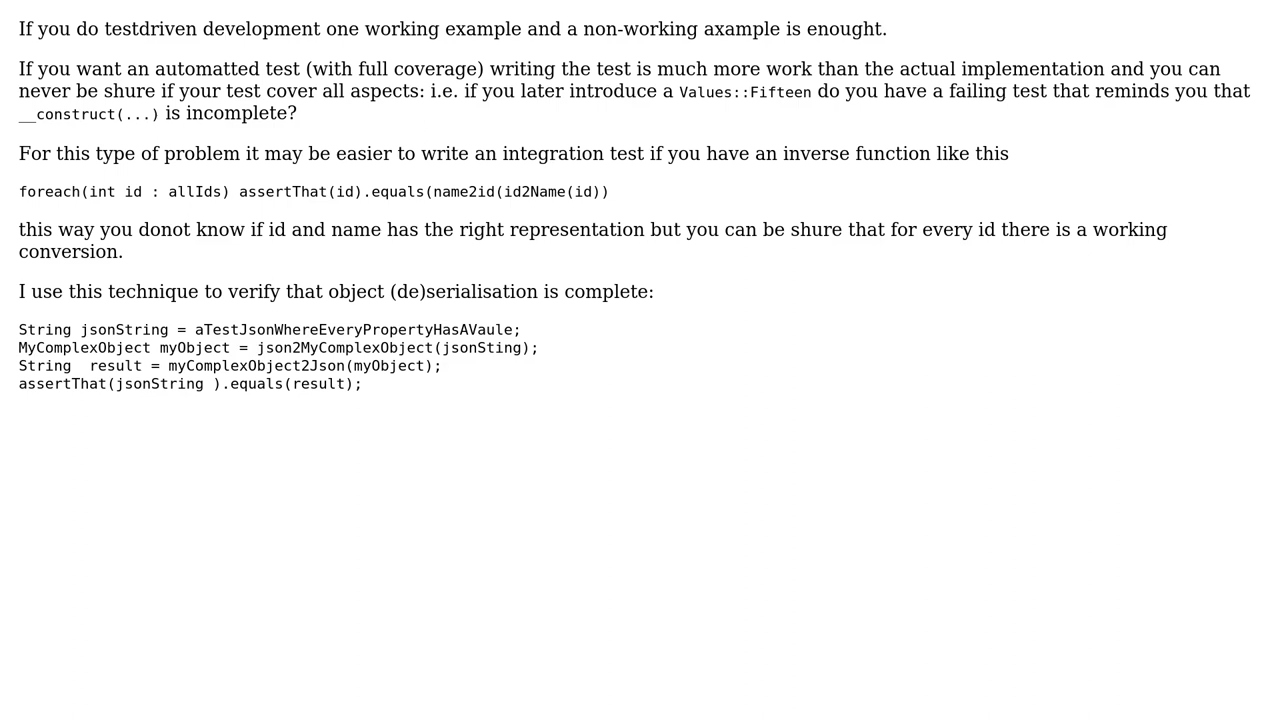 If you do testdriven development one working example and a non-working axample is enought.
If you want an automatted test (with full coverage) writing the test is much more work than the actual implementation and you can
never be shure if your test cover all aspects: i.e. if you later introduce a Values::Fifteen do you have a failing test that reminds you that
__construct(...) is incomplete?
For this type of problem it may be easier to write an integration test if you have an inverse function like this
foreach(int id : allIds) assertThat(id).equals(name2id(id2Name(id))
this way you donot know if id and name has the right representation but you can be shure that for every id there is a working
conversion.
I use this technique to verify that object (de)serialisation is complete:
String jsonString = aTestJsonWhereEveryPropertyHasAVaule;
MyComplexObject myObject = json2MyComplexObject(jsonSting);
String  result = myComplexObject2Json(myObject);
assertThat(jsonString ).equals(result);